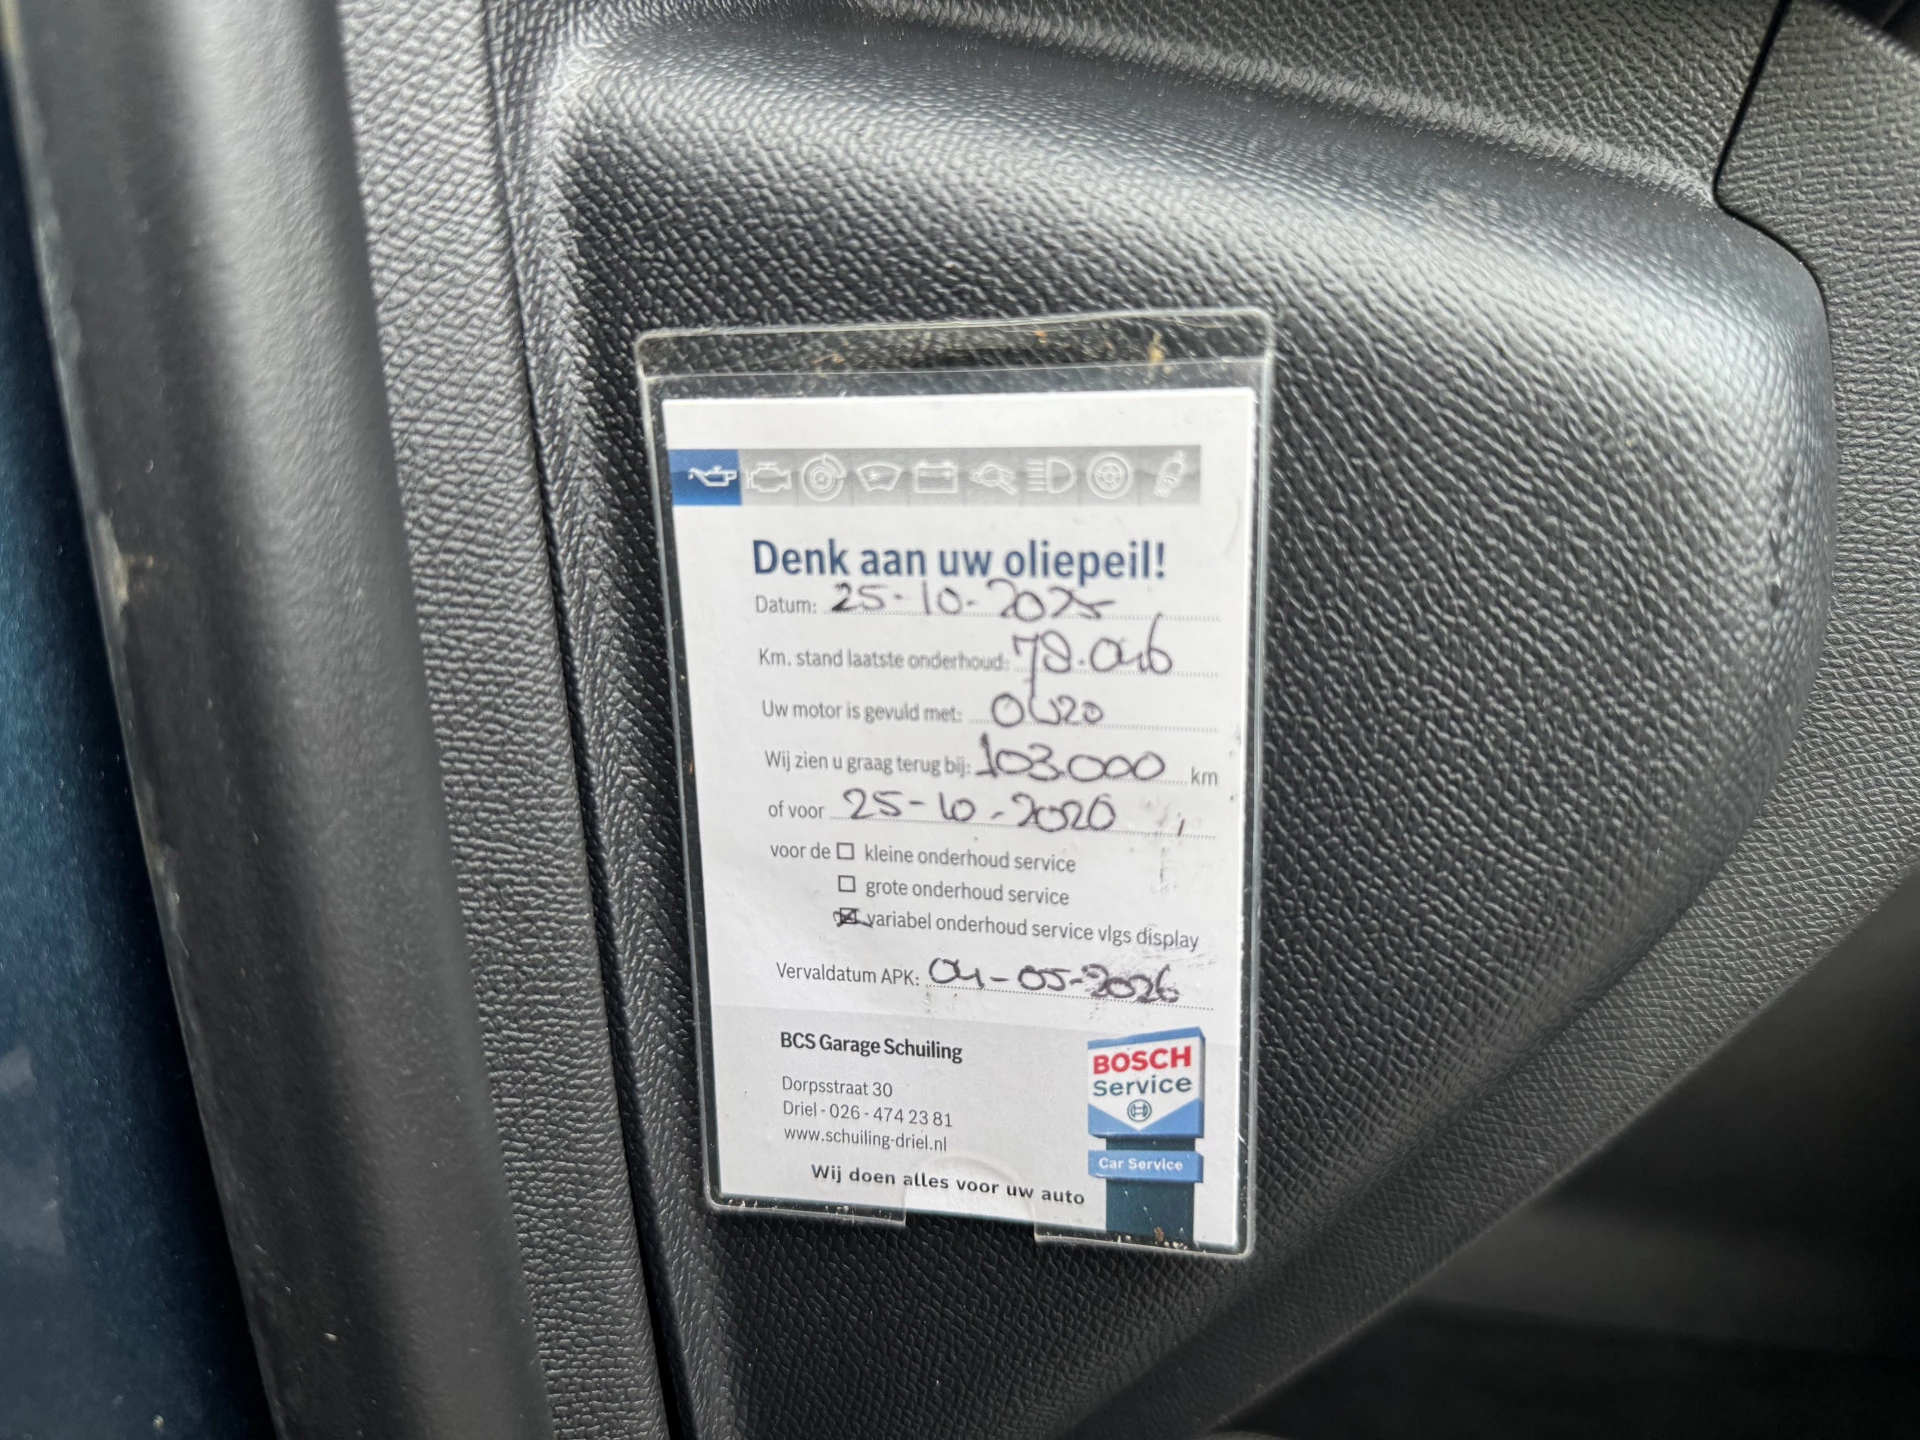 Denk aan uw oliepeil!
Datum: 25-10-2025
Km. stand laatste onderhoud: 78.046
Uw motor is gevuld met: 0W20
Wij zien u graag terug bij: 103.000 km
of voor 25-10-2020
voor de ☐ kleine onderhoud service
☐ grote onderhoud service
☒ variabel onderhoud service vlgs display
Vervaldatum APK: 04-05-2026
BCS Garage Schuiling
Dorpsstraat 30
Driel - 026 - 474 23 81
www.schuiling-driel.nl
Wij doen alles voor uw auto
BOSCH
Service
Car Service